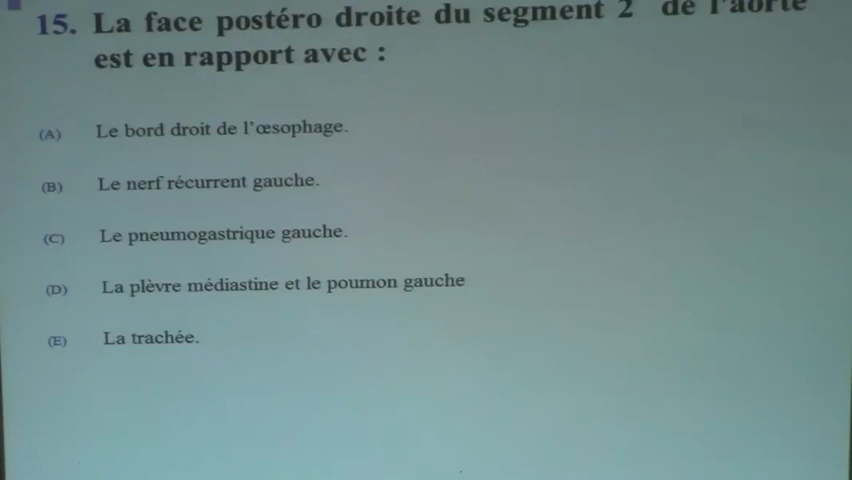 15. La face postéro droite du segment 2 de l'aorte
est en rapport avec :
(A) Le bord droit de l'œsophage.
(B) Le nerf récurrent gauche.
(C) Le pneumogastrique gauche.
(D) La plèvre médiastine et le poumon gauche
(E) La trachée.